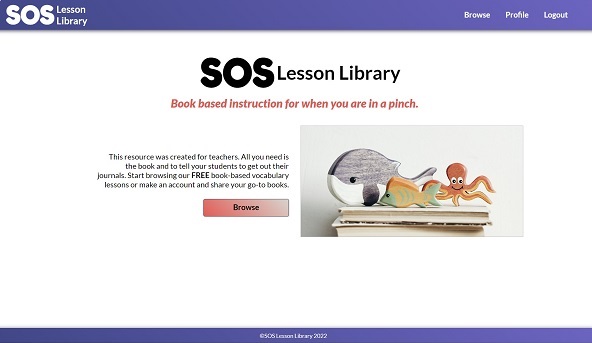 SOS Lesson Library
Browse Profile Logout
SOS Lesson Library
Book based instruction for when you are in a pinch.
This resource was created for teachers. All you need is
the book and to tell your students to get out their
journals. Start browsing our FREE book-based vocabulary
lessons or make an account and share your go-to books.
Browse
©SOS Lesson Library 2022